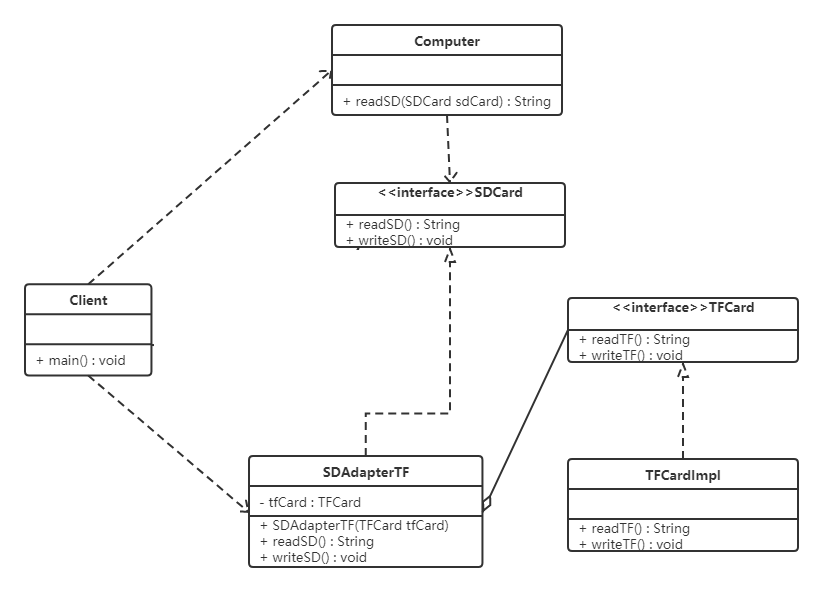 Computer
+ readSD(SDCard sdCard) : String
<<interface>>SDCard
+ readSD() : String
+ writeSD() : void
Client
+ main() : void
<<interface>>TFCard
+ readTF() : String
+ writeTF() : void
SDAdapterTF
- tfCard : TFCard
+ SDAdapterTF(TFCard tfCard)
+ readSD() : String
+ writeSD() : void
TFCardImpl
+ readTF() : String
+ writeTF() : void